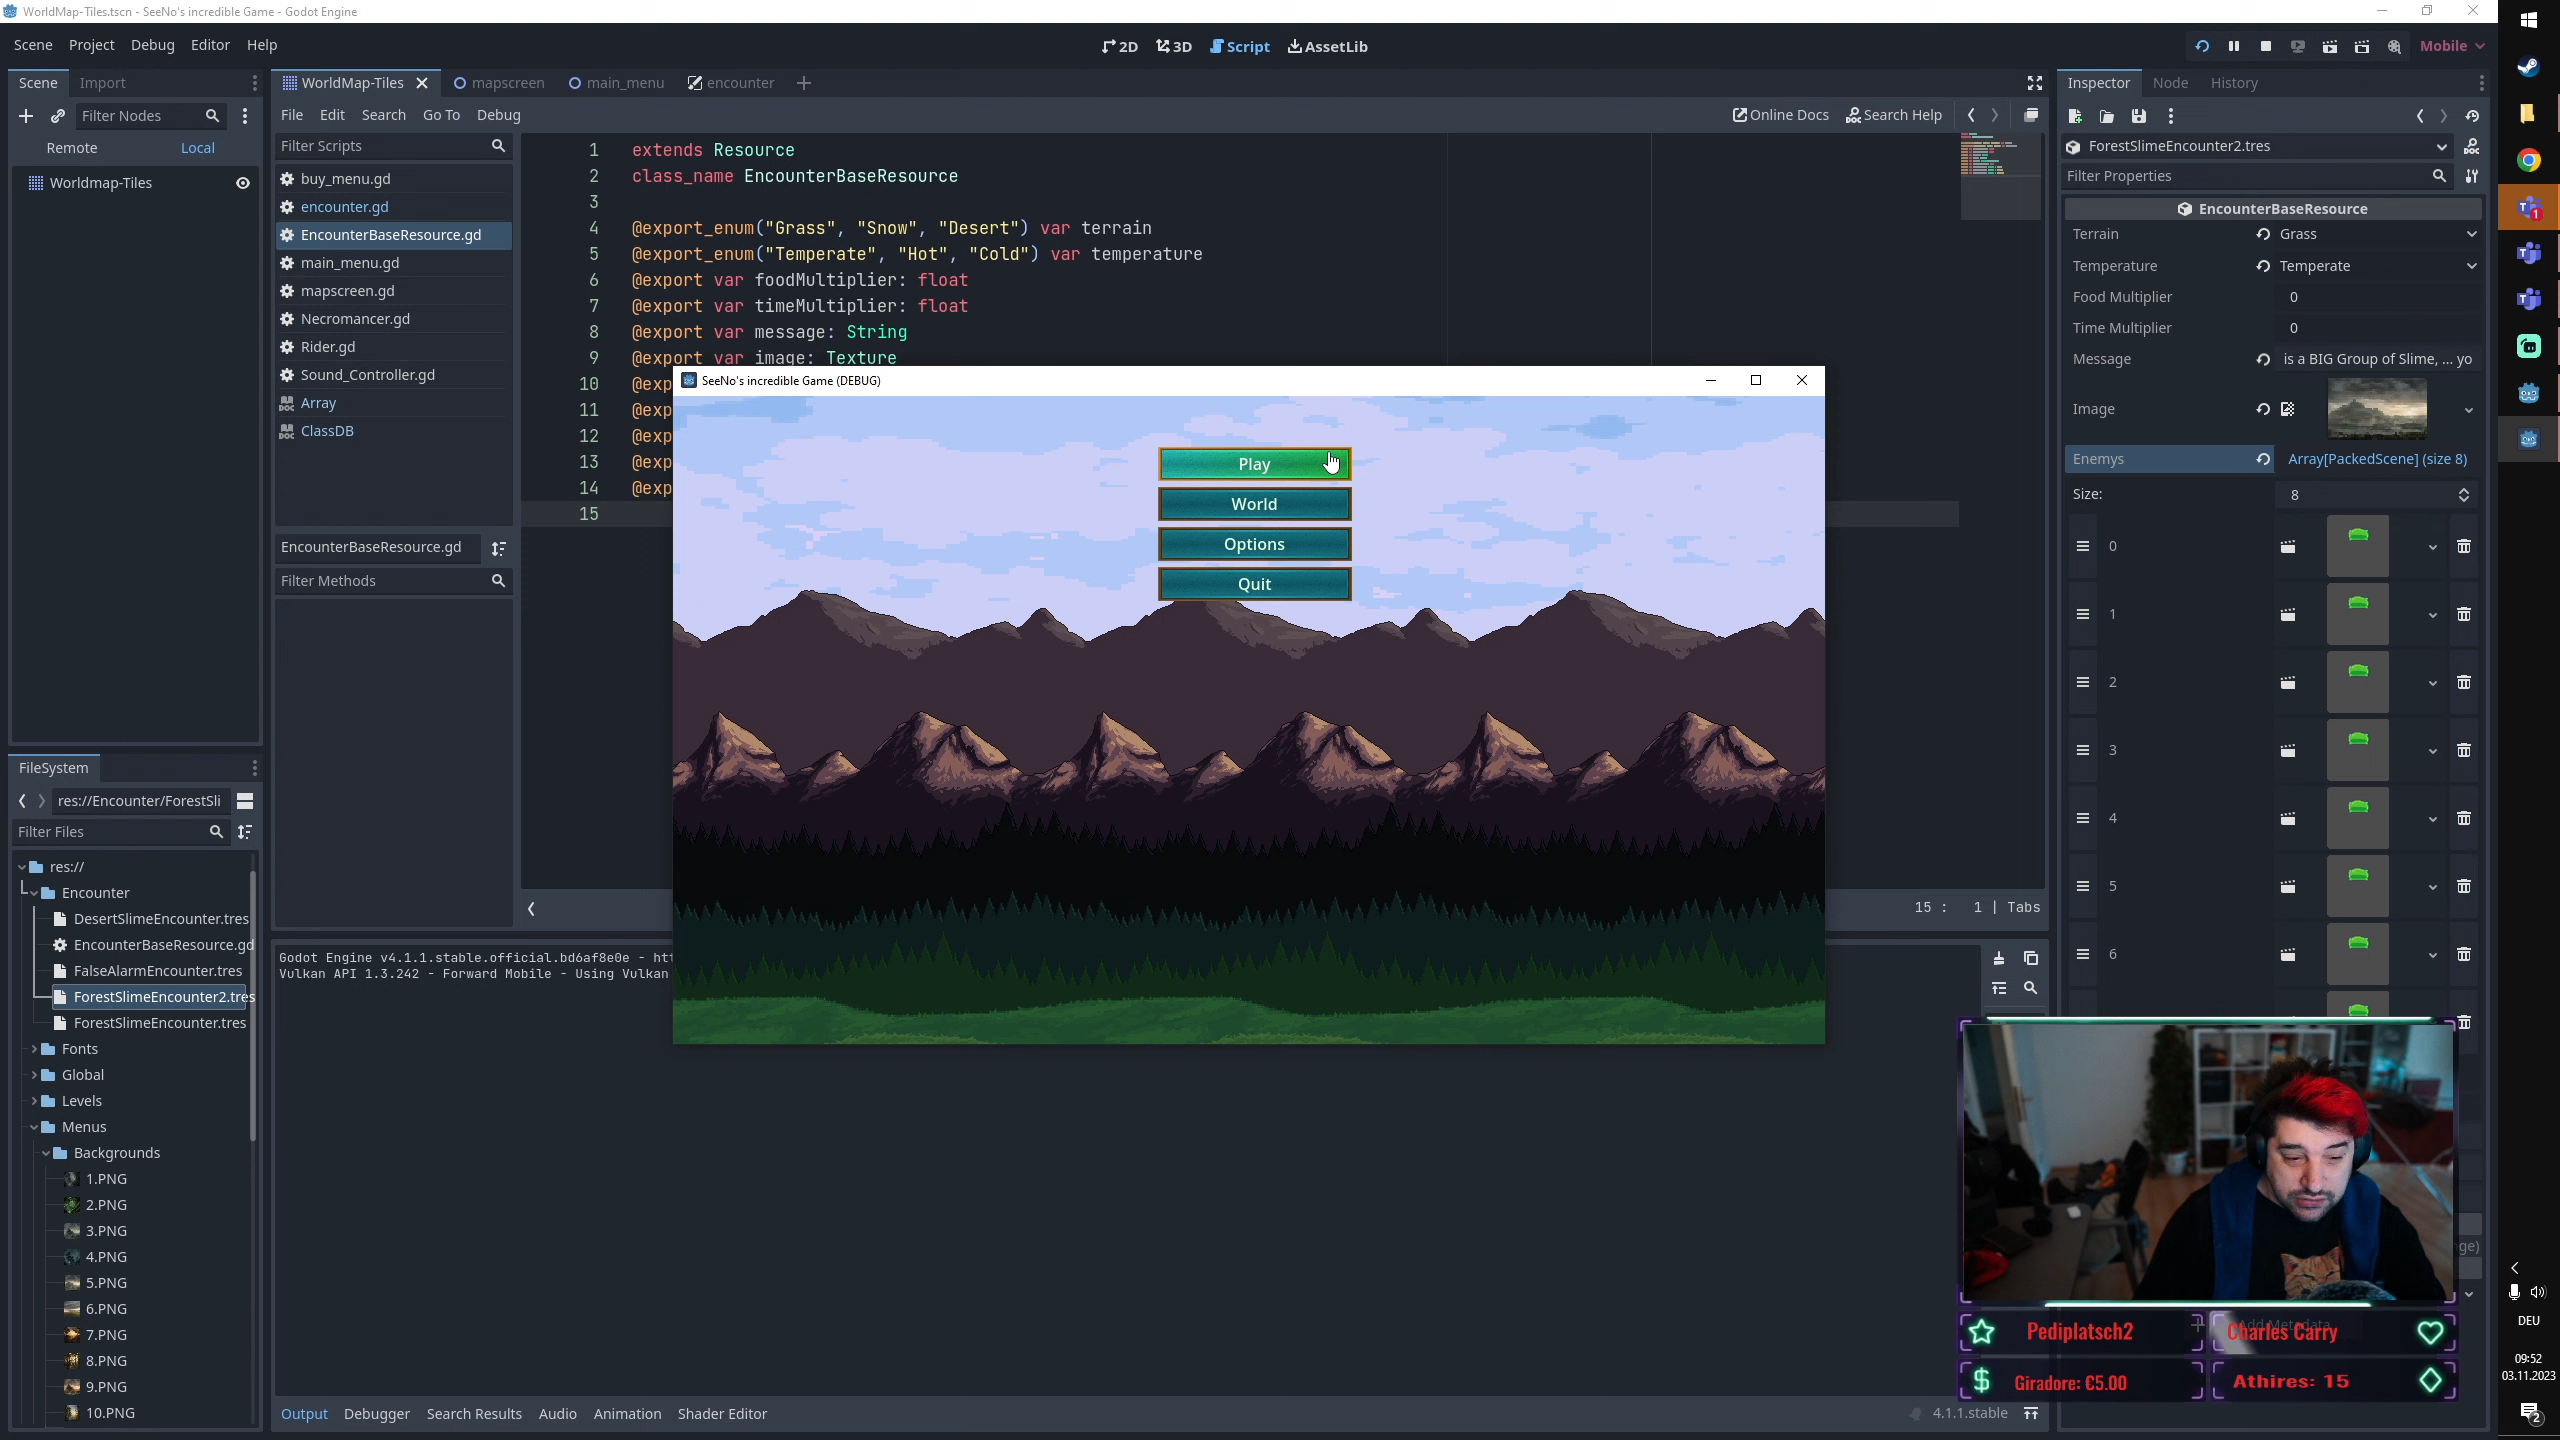 WorldMap-Tiles.tscn - SeeNo's incredible Game - Godot Engine
Scene Project Debug Editor Help
2D 3D Script AssetLib
Mobile
Scene Import
WorldMap-Tiles mapscreen main_menu encounter
Inspector Node History
Filter Nodes
File Edit Search Go To Debug
Online Docs Search Help
Remote Local
Filter Scripts
ForestSlimeEncounter2.tres
Filter Properties
Worldmap-Tiles
buy_menu.gd
encounter.gd
EncounterBaseResource.gd
main_menu.gd
mapscreen.gd
Necromancer.gd
Rider.gd
Sound_Controller.gd
Array
ClassDB
EncounterBaseResource.gd
Filter Methods
1 extends Resource
2 class_name EncounterBaseResource
3
4 @export_enum("Grass", "Snow", "Desert") var terrain
5 @export_enum("Temperate", "Hot", "Cold") var temperature
6 @export var foodMultiplier: float
7 @export var timeMultiplier: float
8 @export var message: String
9 @export var image: Texture
10 @exp
11 @exp
12 @exp
13 @exp
14 @exp
15
SeeNo's incredible Game (DEBUG)
Play
World
Options
Quit
15 : 1 | Tabs
EncounterBaseResource
Terrain Grass
Temperature Temperate
Food Multiplier 0
Time Multiplier 0
Message is a BIG Group of Slime, ... yo
Image
Enemys Array[PackedScene] (size 8)
Size: 8
0
1
2
3
4
5
6
FileSystem
res://Encounter/ForestSli
Filter Files
res://
Encounter
DesertSlimeEncounter.tres
EncounterBaseResource.gd
FalseAlarmEncounter.tres
ForestSlimeEncounter2.tres
ForestSlimeEncounter.tres
Fonts
Global
Levels
Menus
Backgrounds
1.PNG
2.PNG
3.PNG
4.PNG
5.PNG
6.PNG
7.PNG
8.PNG
9.PNG
10.PNG
Godot Engine v4.1.1.stable.official.bd6af8e0e - htt
Vulkan API 1.3.242 - Forward Mobile - Using Vulkan
Output Debugger Search Results Audio Animation Shader Editor
4.1.1.stable
nge)
Add Metadata
Pediplatsch2
Charles Carry
Giradore: €5.00
Athires: 15
1
DEU
09:52
03.11.2023
2